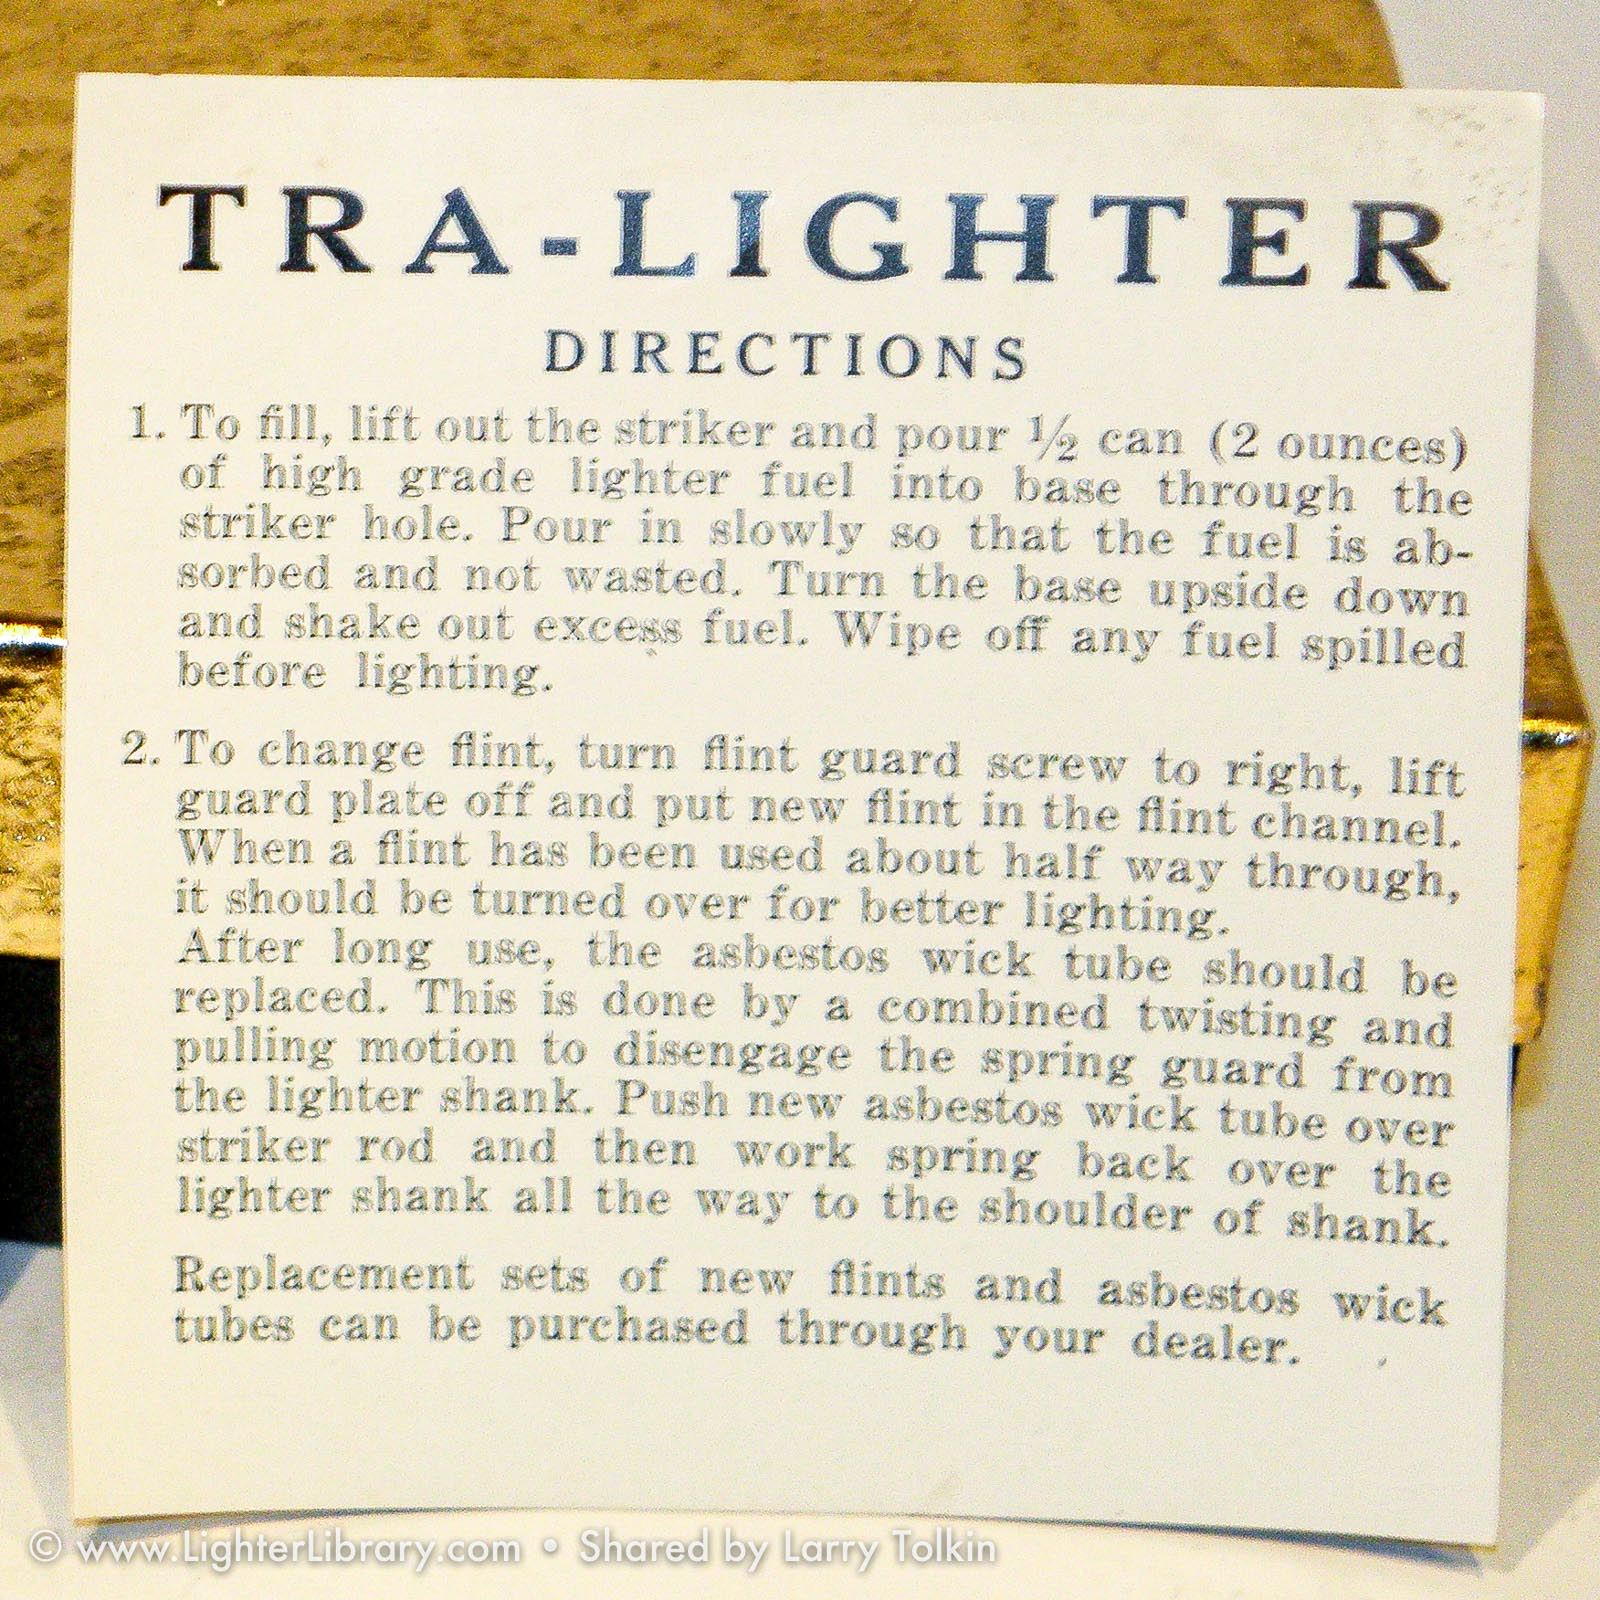 TRA-LIGHTER
DIRECTIONS
1. To fill, lift out the striker and pour ½ can (2 ounces)
of high grade lighter fuel into base through the
striker hole. Pour in slowly so that the fuel is ab-
sorbed and not wasted. Turn the base upside down
and shake out excess fuel. Wipe off any fuel spilled
before lighting.
2. To change flint, turn flint guard screw to right, lift
guard plate off and put new flint in the flint channel.
When a flint has been used about half way through,
it should be turned over for better lighting.
After long use, the asbestos wick tube should be
replaced. This is done by a combined twisting and
pulling motion to disengage the spring guard from
the lighter shank. Push new asbestos wick tube over
striker rod and then work spring back over the
lighter shank all the way to the shoulder of shank.
Replacement sets of new flints and asbestos wick
tubes can be purchased through your dealer.
© www.LighterLibrary.com • Shared by Larry Tolkin